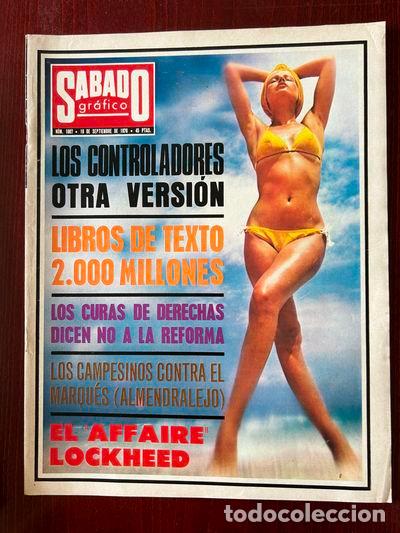 SABADO
gráfico
NÚM. 1007 • 18 DE SEPTIEMBRE DE 1976 • 45 PTAS.
LOS CONTROLADORES
OTRA VERSIÓN
LIBROS DE TEXTO
2.000 MILLONES
LOS CURAS DE DERECHAS
DICEN NO A LA REFORMA
LOS CAMPESINOS CONTRA EL
MARQUÉS (ALMENDRALEJO)
EL "AFFAIRE"
LOCKHEED
todocoleccion.net